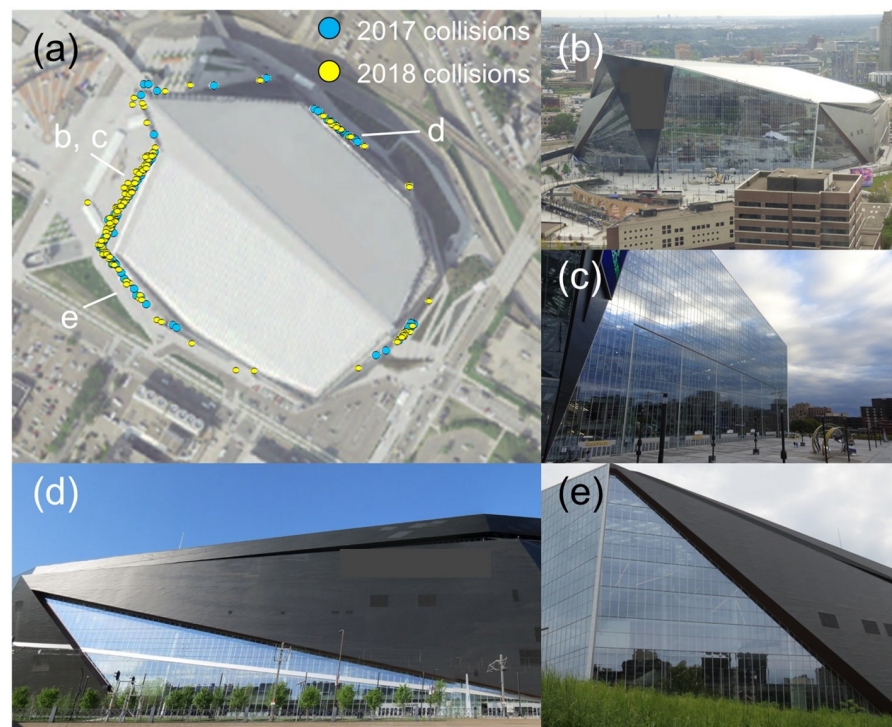 (a)
2017 collisions
2018 collisions
b, c
d
e
(b)
(c)
(d)
(e)